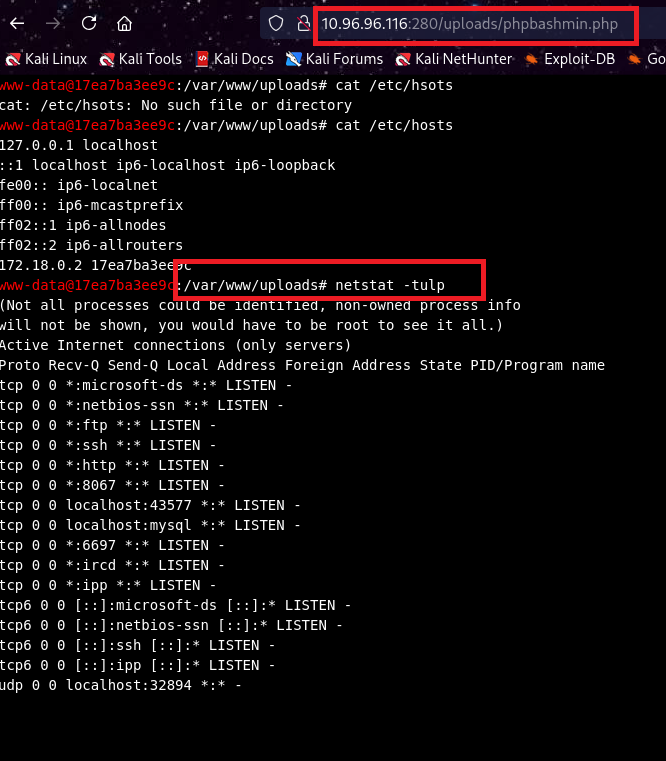 10.96.96.116:280/uploads/phpbashmin.php
Kali Linux Kali Tools Kali Docs Kali Forums Kali NetHunter Exploit-DB Go
www-data@17ea7ba3ee9c:/var/www/uploads# cat /etc/hsots
cat: /etc/hsots: No such file or directory
www-data@17ea7ba3ee9c:/var/www/uploads# cat /etc/hosts
127.0.0.1 localhost
::1 localhost ip6-localhost ip6-loopback
fe00:: ip6-localnet
ff00:: ip6-mcastprefix
ff02::1 ip6-allnodes
ff02::2 ip6-allrouters
172.18.0.2 17ea7ba3ee9c
www-data@17ea7ba3ee9c:/var/www/uploads# netstat -tulp
(Not all processes could be identified, non-owned process info
will not be shown, you would have to be root to see it all.)
Active Internet connections (only servers)
Proto Recv-Q Send-Q Local Address Foreign Address State PID/Program name
tcp 0 0 *:microsoft-ds *:* LISTEN -
tcp 0 0 *:netbios-ssn *:* LISTEN -
tcp 0 0 *:ftp *:* LISTEN -
tcp 0 0 *:ssh *:* LISTEN -
tcp 0 0 *:http *:* LISTEN -
tcp 0 0 *:8067 *:* LISTEN -
tcp 0 0 localhost:43577 *:* LISTEN -
tcp 0 0 localhost:mysql *:* LISTEN -
tcp 0 0 *:6697 *:* LISTEN -
tcp 0 0 *:ircd *:* LISTEN -
tcp 0 0 *:ipp *:* LISTEN -
tcp6 0 0 [::]:microsoft-ds [::]:* LISTEN -
tcp6 0 0 [::]:netbios-ssn [::]:* LISTEN -
tcp6 0 0 [::]:ssh [::]:* LISTEN -
tcp6 0 0 [::]:ipp [::]:* LISTEN -
udp 0 0 localhost:32894 *:* -